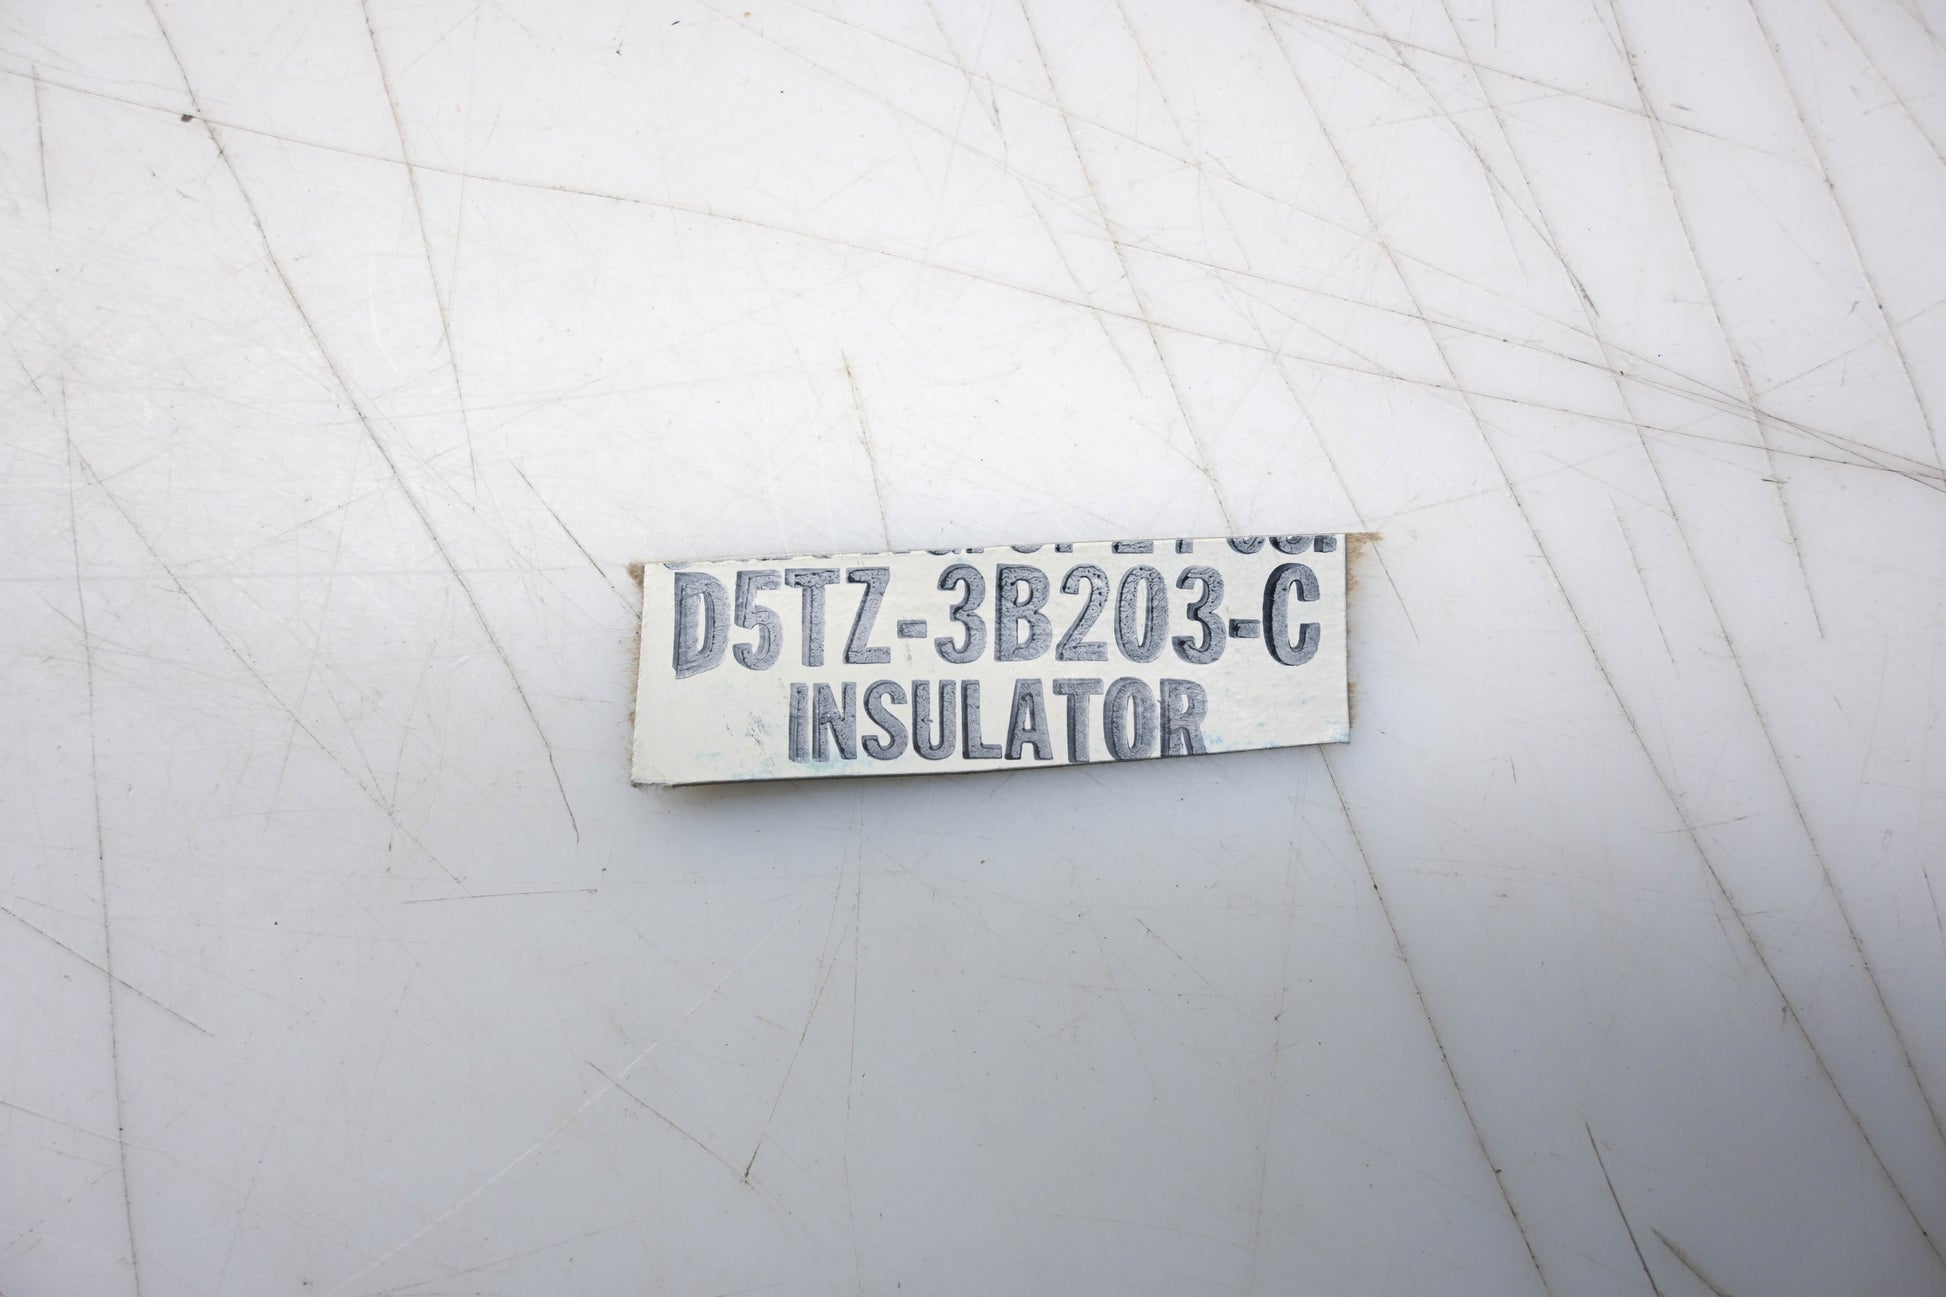 D5TZ-3B203-C
INSULATOR